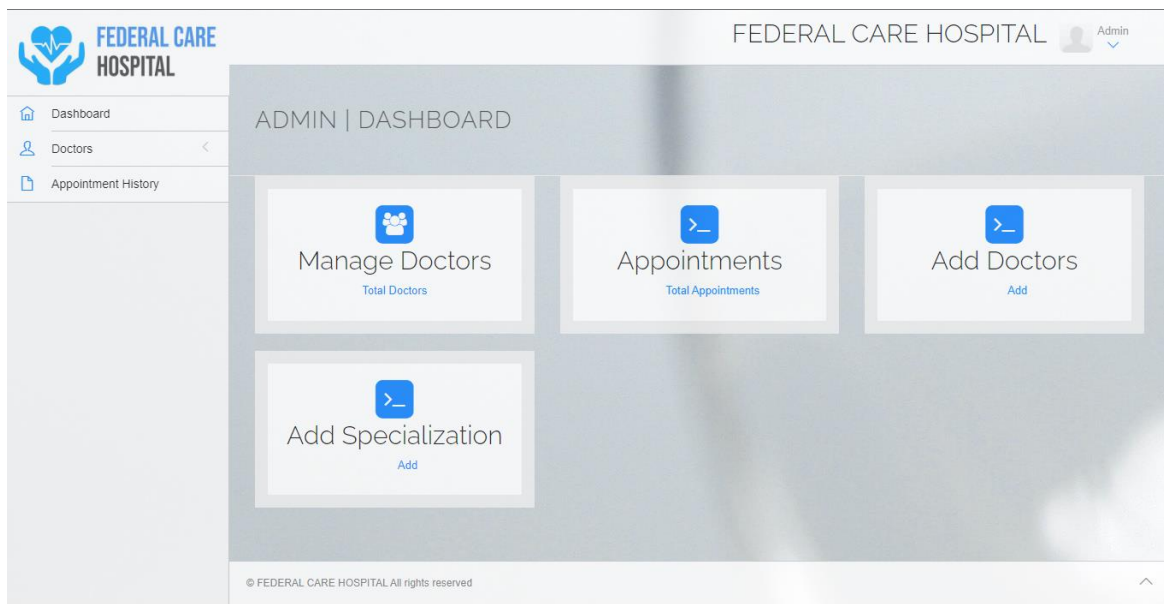 FEDERAL CARE
HOSPITAL
FEDERAL CARE HOSPITAL
Admin
Dashboard
Doctors
Appointment History
ADMIN | DASHBOARD
Manage Doctors
Total Doctors
Appointments
Total Appointments
Add Doctors
Add
Add Specialization
Add
© FEDERAL CARE HOSPITAL All rights reserved